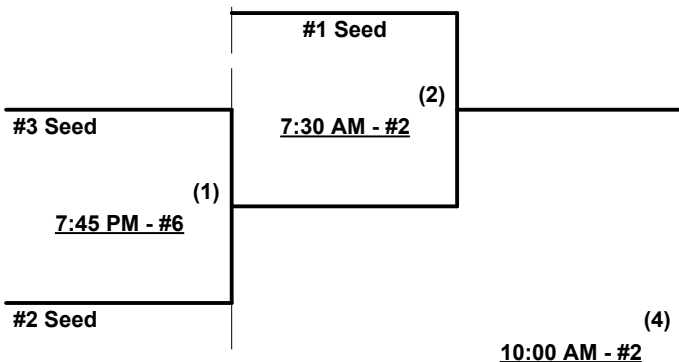 #1 Seed
(2)
#3 Seed
7:30 AM - #2
(1)
7:45 PM - #6
#2 Seed
(4)
10:00 AM - #2